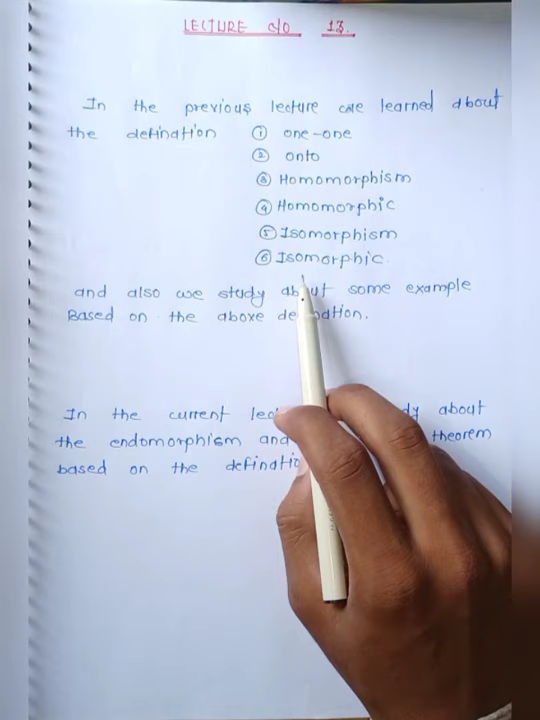 LECTURE NO 13.
In the previous lecture we learned about
the defination ① one-one
② onto
③ Homomorphism
④ Homomorphic
⑤ Isomorphism
⑥ Isomorphic.
and also we study about some example
Based on the above defination.
In the current about
the endomorphism and theorem
based on the